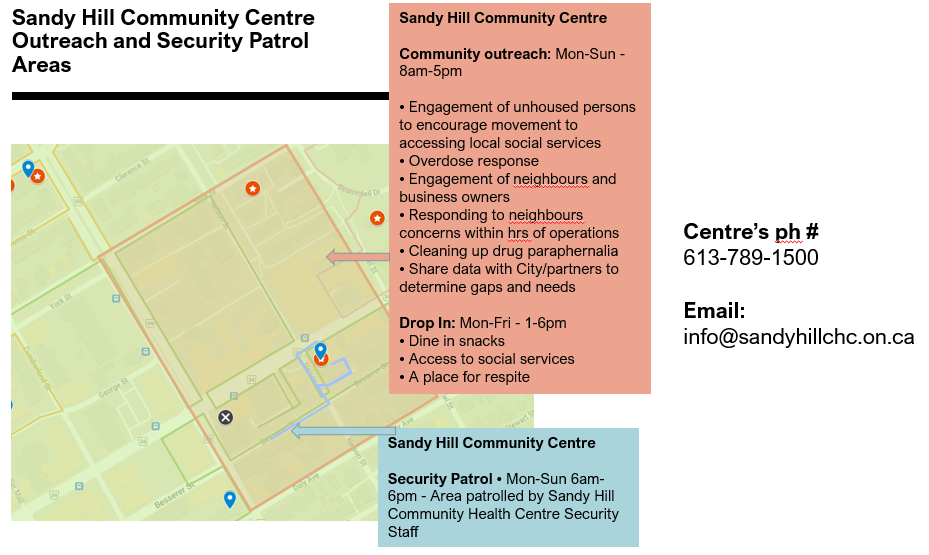 Sandy Hill Community Centre
Outreach and Security Patrol
Areas
Sandy Hill Community Centre
Community outreach: Mon-Sun -
8am-5pm
• Engagement of unhoused persons
to encourage movement to
accessing local social services
• Overdose response
• Engagement of neighbours and
business owners
• Responding to neighbours
concerns within hrs of operations
• Cleaning up drug paraphernalia
• Share data with City/partners to
determine gaps and needs
Drop In: Mon-Fri - 1-6pm
• Dine in snacks
• Access to social services
• A place for respite
Centre's ph #
613-789-1500
Email:
info@sandyhillchc.on.ca
Clarence St
York St
George St
Besserer St
Daly Ave
Sandy Hill Community Centre
Security Patrol • Mon-Sun 6am-
6pm - Area patrolled by Sandy Hill
Community Health Centre Security
Staff